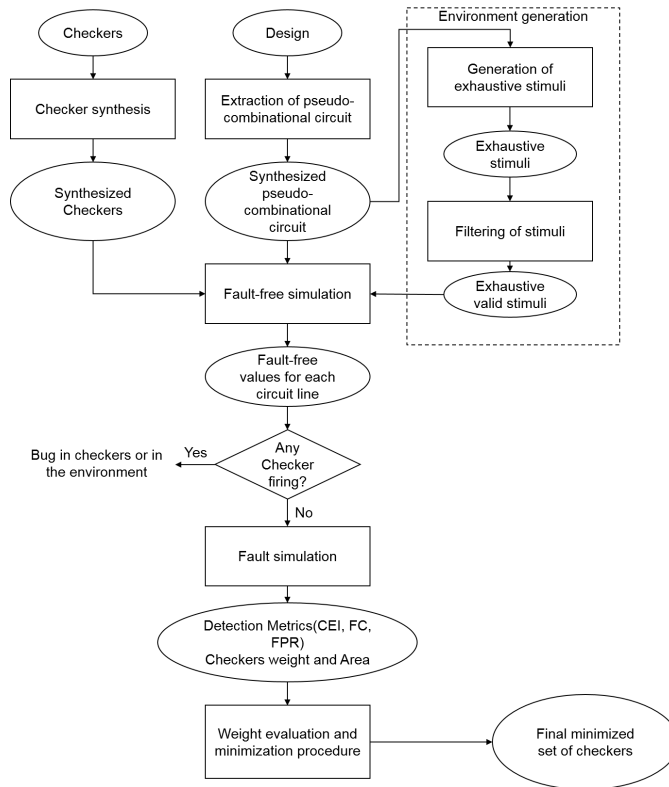 Checkers
Design
Environment generation
Checker synthesis
Extraction of pseudo-
combinational circuit
Generation of
exhaustive stimuli
Synthesized
Checkers
Synthesized
pseudo-
combinational
circuit
Exhaustive
stimuli
Filtering of stimuli
Fault-free simulation
Exhaustive
valid stimuli
Fault-free
values for each
circuit line
Any
Checker
firing?
Yes
Bug in checkers or in
the environment
No
Fault simulation
Detection Metrics(CEI, FC,
FPR)
Checkers weight and Area
Weight evaluation and
minimization procedure
Final minimized
set of checkers